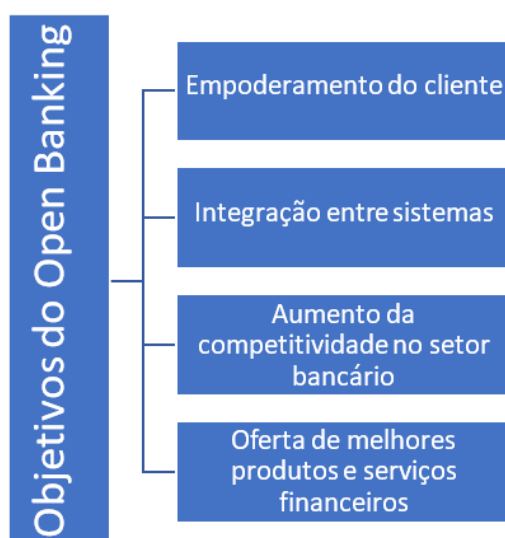 Objetivos do Open Banking
Empoderamento do cliente
Integração entre sistemas
Aumento da
competitividade no setor
bancário
Oferta de melhores
produtos e serviços
financeiros